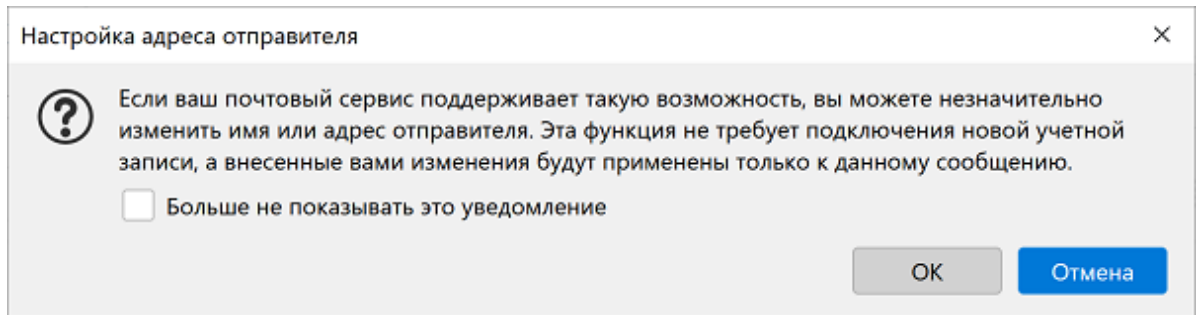 Настройка адреса отправителя
Если ваш почтовый сервис поддерживает такую возможность, вы можете незначительно
изменить имя или адрес отправителя. Эта функция не требует подключения новой учетной
записи, а внесенные вами изменения будут применены только к данному сообщению.
Больше не показывать это уведомление
ОК
Отмена